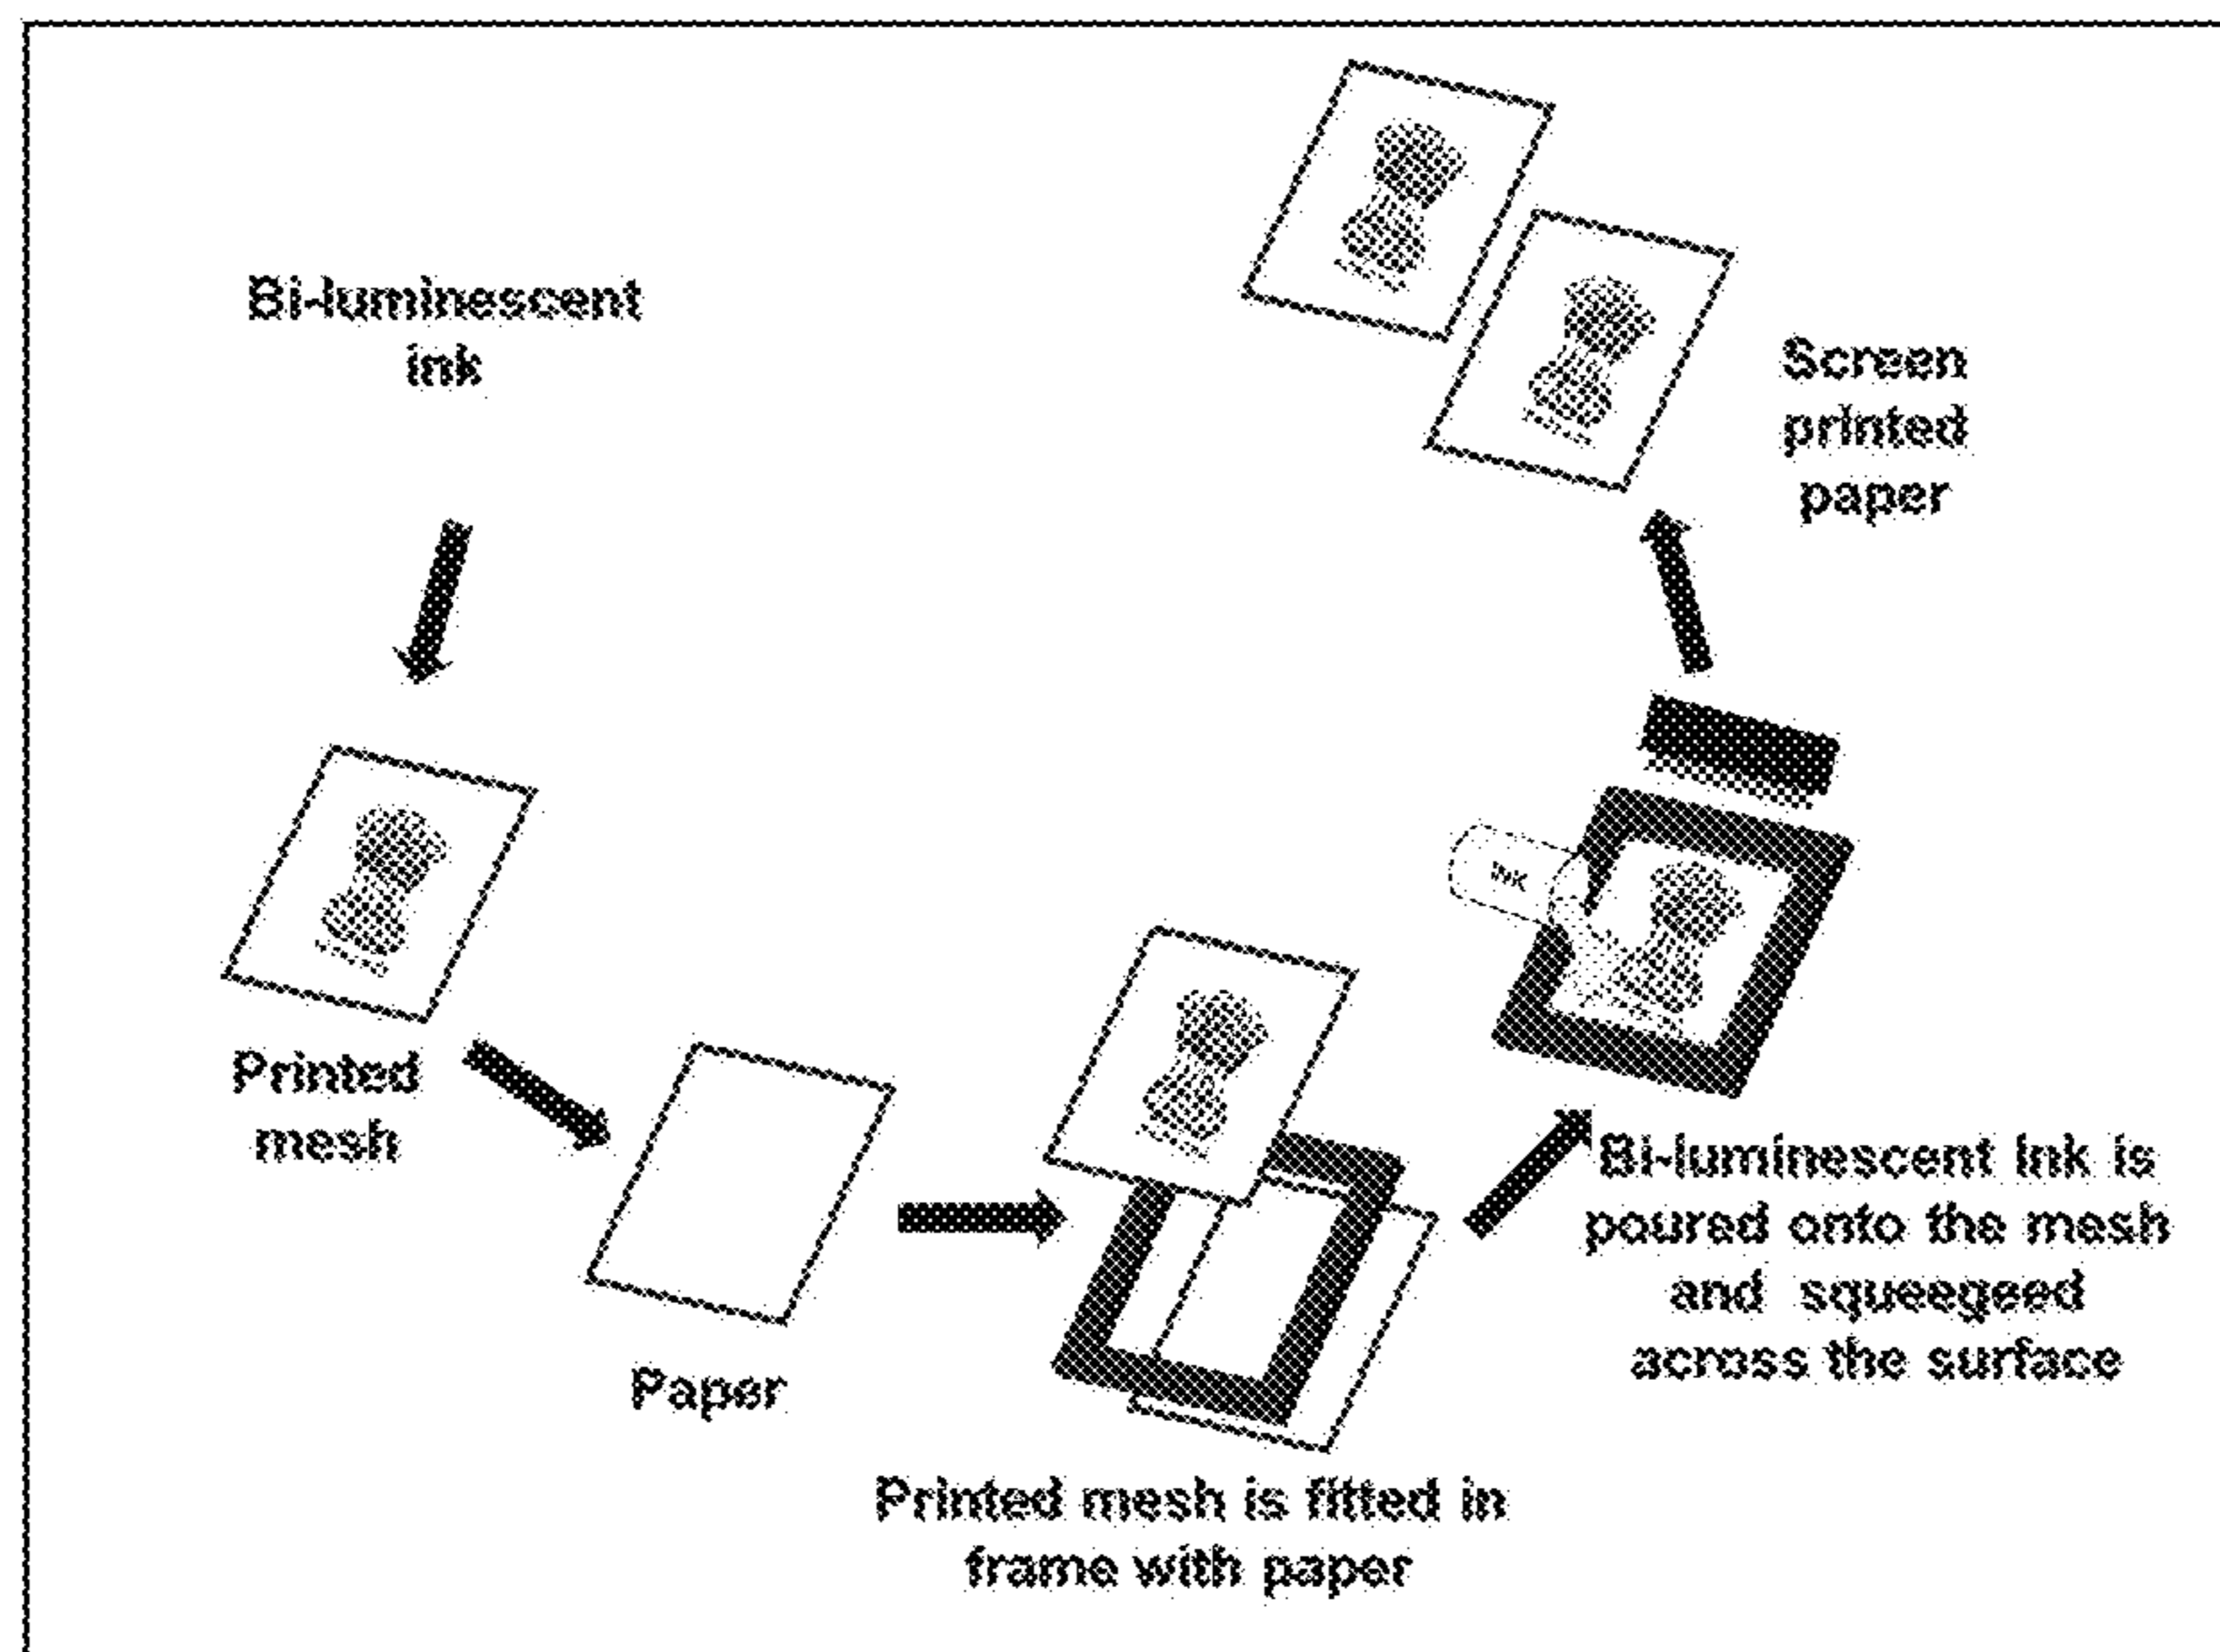 Bi-luminescent
ink
Screen
printed
paper
INK
Printed
mesh
Bi-luminescent ink is
poured onto the mesh
and squeegeed
across the surface
Paper
Printed mesh is fitted in
frame with paper